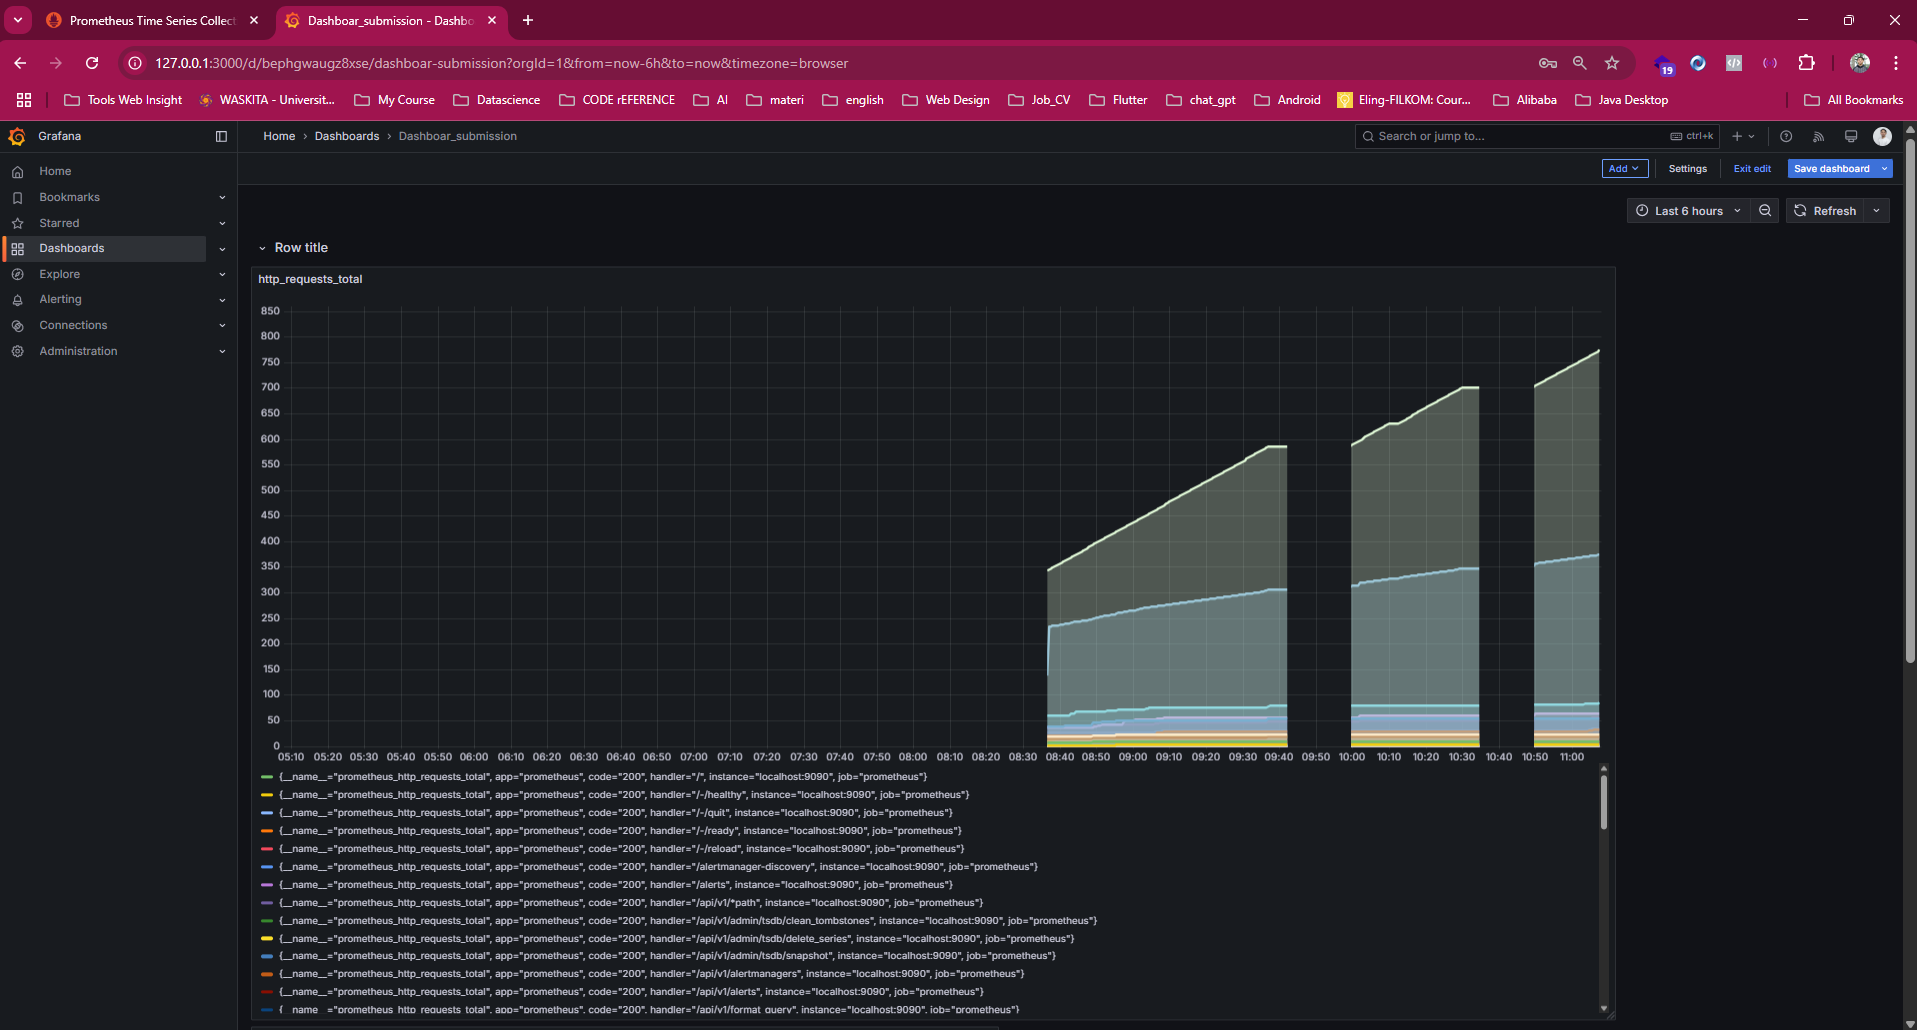 Prometheus Time Series Collect
Dashboar_submission - Dashbo
127.0.0.1:3000/d/bephgwaugz8xse/dashboar-submission?orgId=1&from=now-6h&to=now&timezone=browser
19
Tools Web Insight
WASKITA - Universit...
My Course
Datascience
CODE rEFERENCE
AI
materi
english
Web Design
Job_CV
Flutter
chat_gpt
Android
Eling-FILKOM: Cour...
Alibaba
Java Desktop
All Bookmarks
Grafana
Home › Dashboards › Dashboar_submission
Search or jump to...
ctrl+k
Home
Bookmarks
Starred
Dashboards
Explore
Alerting
Connections
Administration
Add
Settings
Exit edit
Save dashboard
Last 6 hours
Refresh
Row title
http_requests_total
850
800
750
700
650
600
550
500
450
400
350
300
250
200
150
100
50
0
05:10 05:20 05:30 05:40 05:50 06:00 06:10 06:20 06:30 06:40 06:50 07:00 07:10 07:20 07:30 07:40 07:50 08:00 08:10 08:20 08:30 08:40 08:50 09:00 09:10 09:20 09:30 09:40 09:50 10:00 10:10 10:20 10:30 10:40 10:50 11:00
{__name__="prometheus_http_requests_total", app="prometheus", code="200", handler="/", instance="localhost:9090", job="prometheus"}
{__name__="prometheus_http_requests_total", app="prometheus", code="200", handler="/-/healthy", instance="localhost:9090", job="prometheus"}
{__name__="prometheus_http_requests_total", app="prometheus", code="200", handler="/-/quit", instance="localhost:9090", job="prometheus"}
{__name__="prometheus_http_requests_total", app="prometheus", code="200", handler="/-/ready", instance="localhost:9090", job="prometheus"}
{__name__="prometheus_http_requests_total", app="prometheus", code="200", handler="/-/reload", instance="localhost:9090", job="prometheus"}
{__name__="prometheus_http_requests_total", app="prometheus", code="200", handler="/alertmanager-discovery", instance="localhost:9090", job="prometheus"}
{__name__="prometheus_http_requests_total", app="prometheus", code="200", handler="/alerts", instance="localhost:9090", job="prometheus"}
{__name__="prometheus_http_requests_total", app="prometheus", code="200", handler="/api/v1/*path", instance="localhost:9090", job="prometheus"}
{__name__="prometheus_http_requests_total", app="prometheus", code="200", handler="/api/v1/admin/tsdb/clean_tombstones", instance="localhost:9090", job="prometheus"}
{__name__="prometheus_http_requests_total", app="prometheus", code="200", handler="/api/v1/admin/tsdb/delete_series", instance="localhost:9090", job="prometheus"}
{__name__="prometheus_http_requests_total", app="prometheus", code="200", handler="/api/v1/admin/tsdb/snapshot", instance="localhost:9090", job="prometheus"}
{__name__="prometheus_http_requests_total", app="prometheus", code="200", handler="/api/v1/alertmanagers", instance="localhost:9090", job="prometheus"}
{__name__="prometheus_http_requests_total", app="prometheus", code="200", handler="/api/v1/alerts", instance="localhost:9090", job="prometheus"}
{__name__="prometheus_http_requests_total", app="prometheus", code="200", handler="/api/v1/format_query", instance="localhost:9090", job="prometheus"}